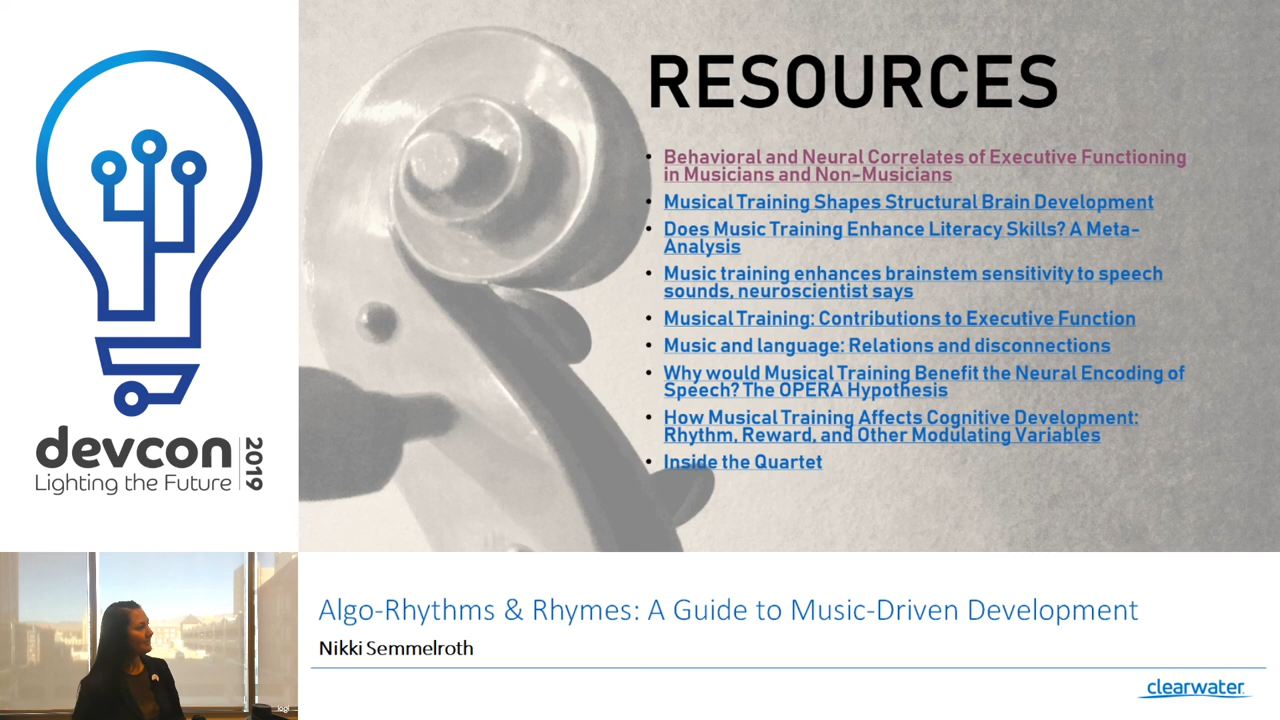 RESOURCES
• Behavioral and Neural Correlates of Executive Functioning
in Musicians and Non-Musicians
• Musical Training Shapes Structural Brain Development
• Does Music Training Enhance Literacy Skills? A Meta-
Analysis
• Music training enhances brainstem sensitivity to speech
sounds, neuroscientist says
• Musical Training: Contributions to Executive Function
• Music and language: Relations and disconnections
• Why would Musical Training Benefit the Neural Encoding of
Speech? The OPERA Hypothesis
• How Musical Training Affects Cognitive Development:
Rhythm, Reward, and Other Modulating Variables
• Inside the Quartet
devcon 2019
Lighting the Future
logi
Algo-Rhythms & Rhymes: A Guide to Music-Driven Development
Nikki Semmelroth
clearwater